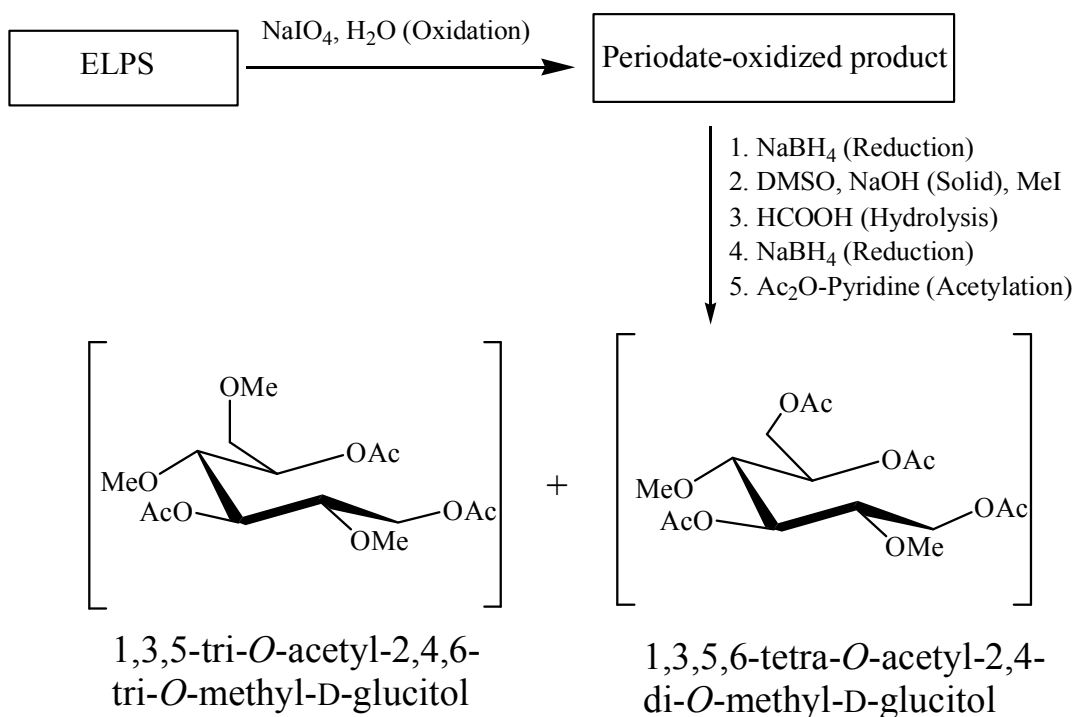 ELPS
NaIO4, H2O (Oxidation)
Periodate-oxidized product
1. NaBH4 (Reduction)
2. DMSO, NaOH (Solid), MeI
3. HCOOH (Hydrolysis)
4. NaBH4 (Reduction)
5. Ac2O-Pyridine (Acetylation)
OMe
OAc
MeO
AcO
OAc
OMe
+
OAc
OAc
MeO
AcO
OAc
OMe
1,3,5-tri-O-acetyl-2,4,6-
tri-O-methyl-D-glucitol
1,3,5,6-tetra-O-acetyl-2,4-
di-O-methyl-D-glucitol